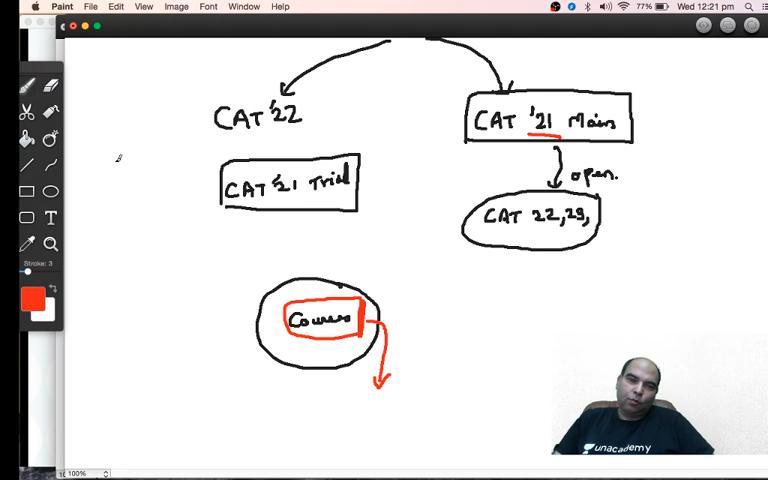 Paint File Edit View Image Font Window Help 77% Wed 12:21 pm
CAT '22
CAT '21 Mains
CAT '21 Trial
open.
CAT 22, 23,
Courses
Stroke: 3
unacademy
100%